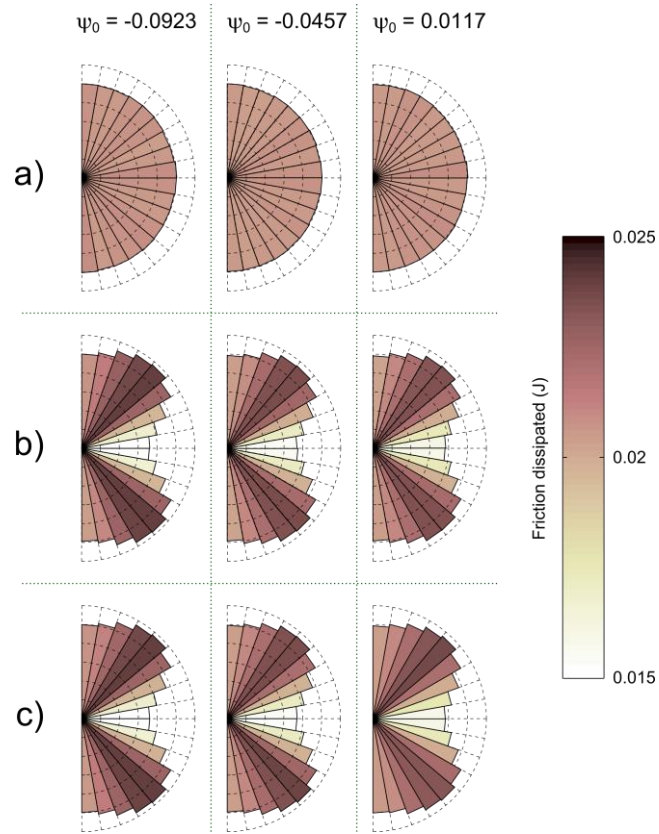 ψ₀ = -0.0923
ψ₀ = -0.0457
ψ₀ = 0.0117
a)
b)
c)
0.025
0.02
0.015
Friction dissipated (J)